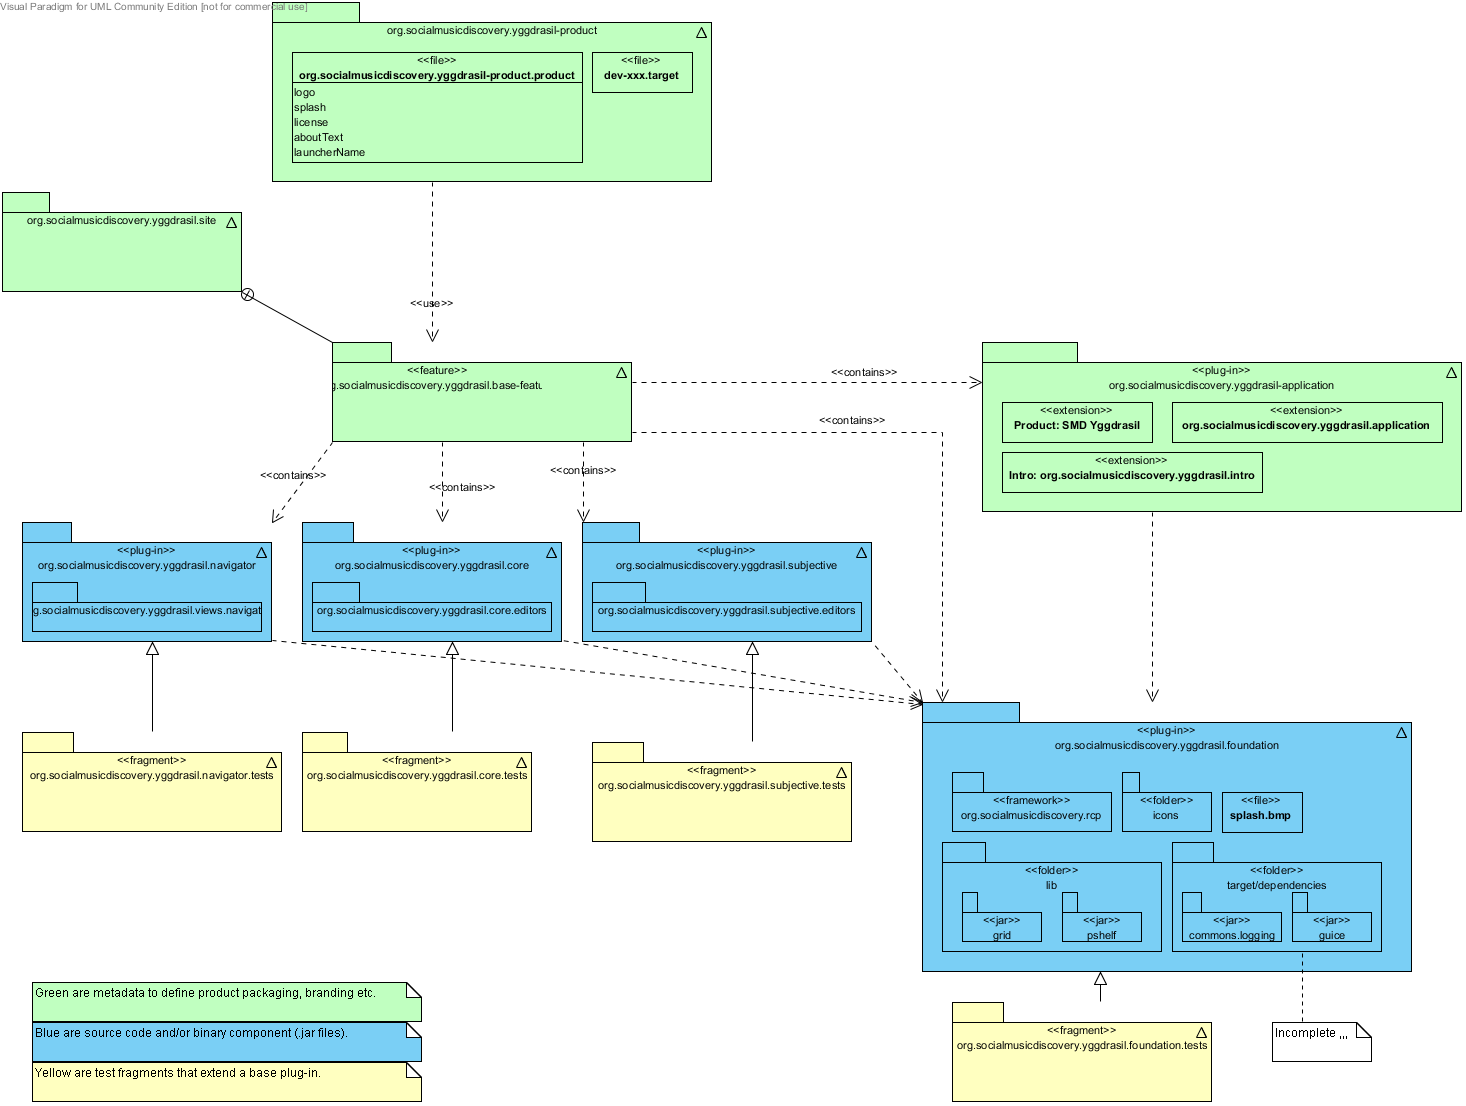 Visual Paradigm for UML Community Edition [not for commercial use]
org.socialmusicdiscovery.yggdrasil-product
<<file>>
org.socialmusicdiscovery.yggdrasil-product.product
logo
splash
license
aboutText
launcherName
<<file>>
dev-xxx.target
org.socialmusicdiscovery.yggdrasil.site
<<use>>
<<feature>>
g.socialmusicdiscovery.yggdrasil.base-featu
<<contains>>
<<contains>>
<<contains>>
<<contains>>
<<contains>>
<<plug-in>>
org.socialmusicdiscovery.yggdrasil-application
<<extension>>
Product: SMD Yggdrasil
<<extension>>
org.socialmusicdiscovery.yggdrasil.application
<<extension>>
Intro: org.socialmusicdiscovery.yggdrasil.intro
<<plug-in>>
org.socialmusicdiscovery.yggdrasil.navigator
g.socialmusicdiscovery.yggdrasil.views.navigat
<<plug-in>>
org.socialmusicdiscovery.yggdrasil.core
org.socialmusicdiscovery.yggdrasil.core.editors
<<plug-in>>
org.socialmusicdiscovery.yggdrasil.subjective
org.socialmusicdiscovery.yggdrasil.subjective.editors
<<fragment>>
org.socialmusicdiscovery.yggdrasil.navigator.tests
<<fragment>>
org.socialmusicdiscovery.yggdrasil.core.tests
<<fragment>>
org.socialmusicdiscovery.yggdrasil.subjective.tests
<<plug-in>>
org.socialmusicdiscovery.yggdrasil.foundation
<<framework>>
org.socialmusicdiscovery.rcp
<<folder>>
icons
<<file>>
splash.bmp
<<folder>>
lib
<<jar>>
grid
<<jar>>
pshelf
<<folder>>
target/dependencies
<<jar>>
commons.logging
<<jar>>
guice
<<fragment>>
org.socialmusicdiscovery.yggdrasil.foundation.tests
Incomplete ,,,
Green are metadata to define product packaging, branding etc.
Blue are source code and/or binary component (.jar files).
Yellow are test fragments that extend a base plug-in.